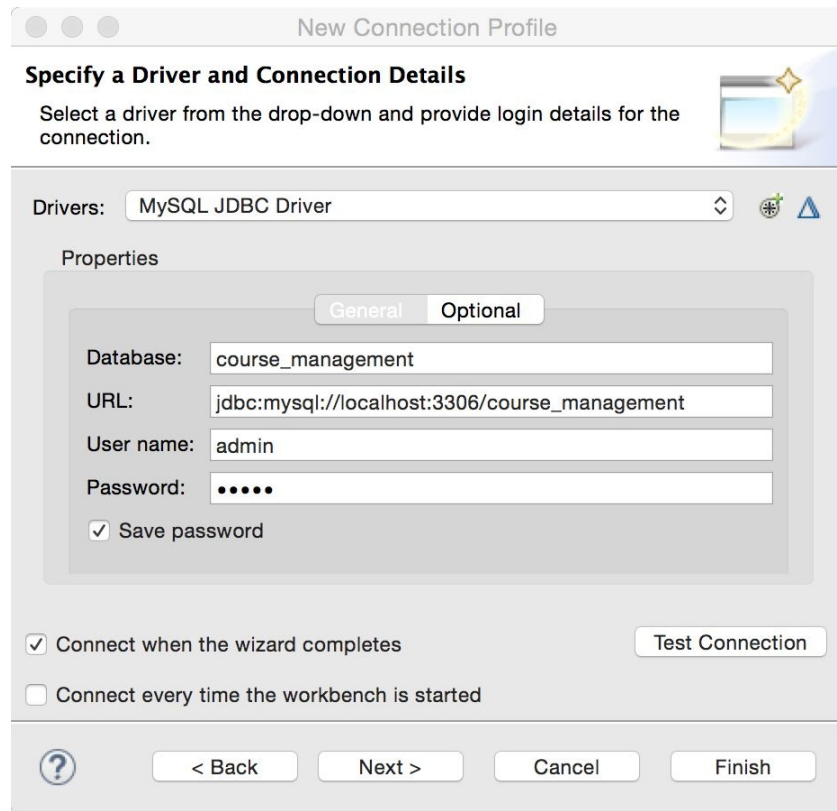 New Connection Profile
Specify a Driver and Connection Details
Select a driver from the drop-down and provide login details for the
connection.
Drivers: MySQL JDBC Driver
Properties
General Optional
Database: course_management
URL: jdbc:mysql://localhost:3306/course_management
User name: admin
Password: •••••
Save password
Connect when the wizard completes Test Connection
Connect every time the workbench is started
? < Back Next > Cancel Finish